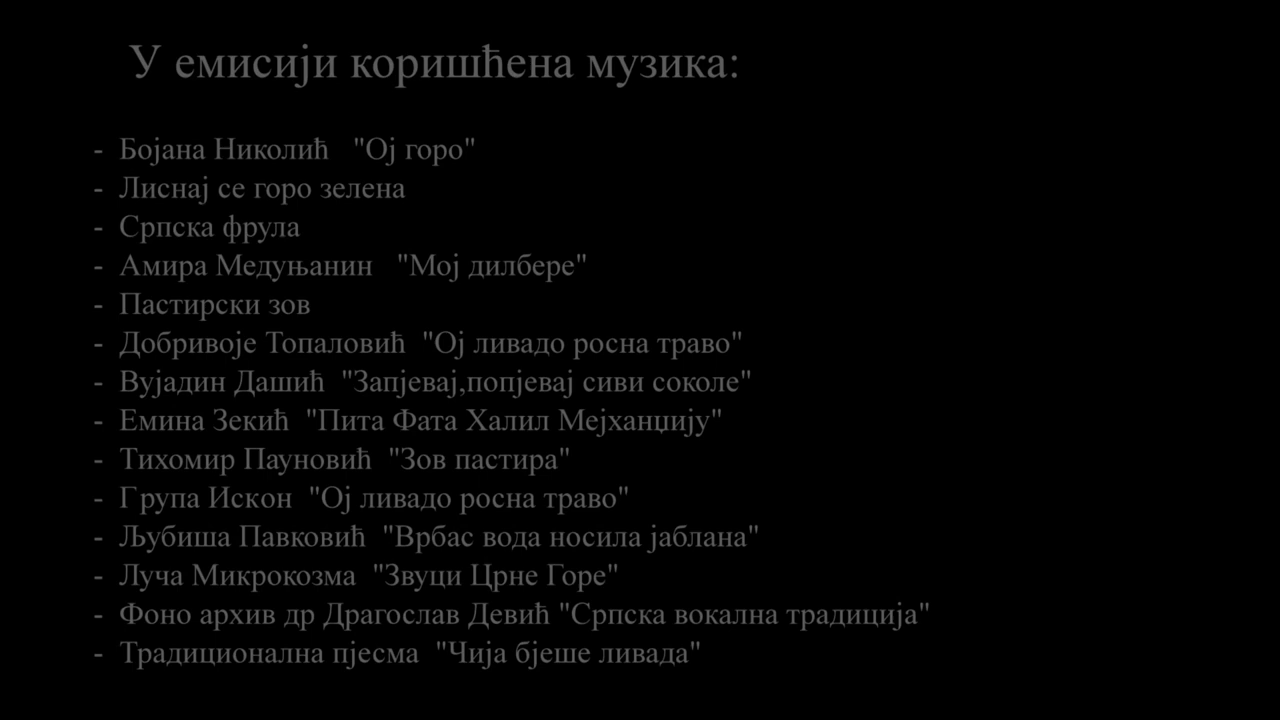 У емисији коришћена музика:
- Бојана Николић "Ој горо"
- Лиснај се горо зелена
- Српска фрула
- Амира Медуњанин "Мој дилбере"
- Пастирски зов
- Добривоје Топаловић "Ој ливадо росна траво"
- Вујадин Дашић "Запјевај,попјевај сиви соколе"
- Емина Зекић "Пита Фата Халил Мејханџију"
- Тихомир Пауновић "Зов пастира"
- Група Искон "Ој ливадо росна траво"
- Љубиша Павковић "Врбас вода носила јаблана"
- Луча Микрокозма "Звуци Црне Горе"
- Фоно архив др Драгослав Девић "Српска вокална традиција"
- Традиционална пјесма "Чија бјеше ливада"